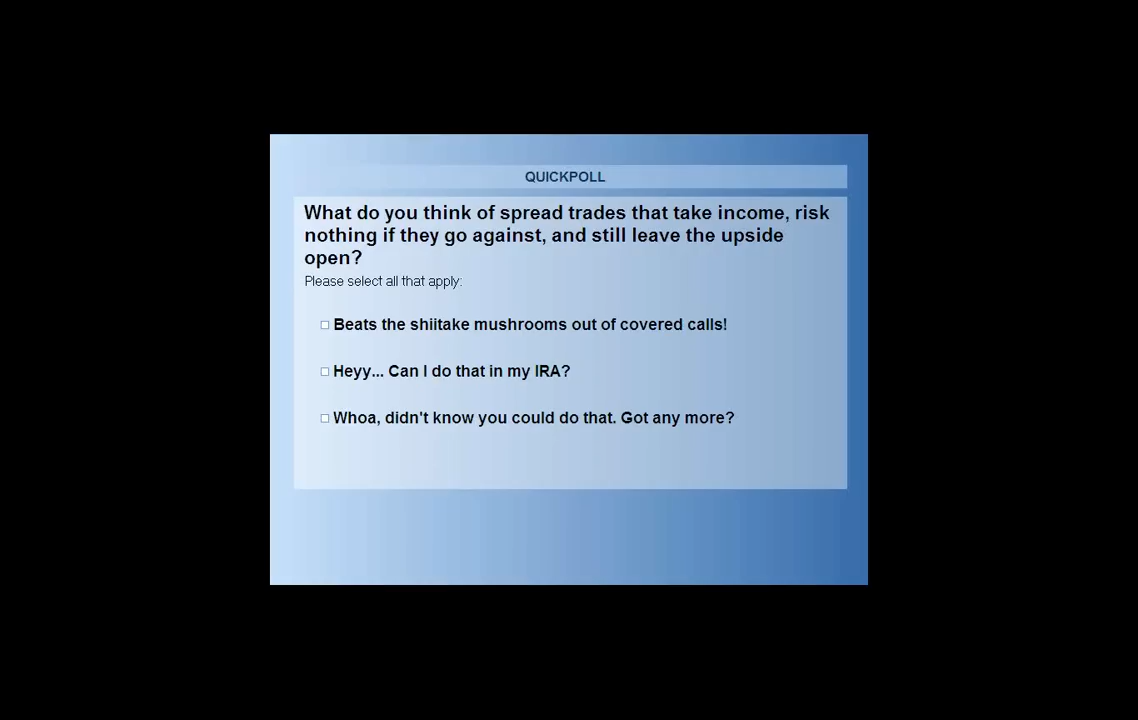 QUICKPOLL
What do you think of spread trades that take income, risk
nothing if they go against, and still leave the upside
open?
Please select all that apply:
Beats the shiitake mushrooms out of covered calls!
Heyy... Can I do that in my IRA?
Whoa, didn't know you could do that. Got any more?